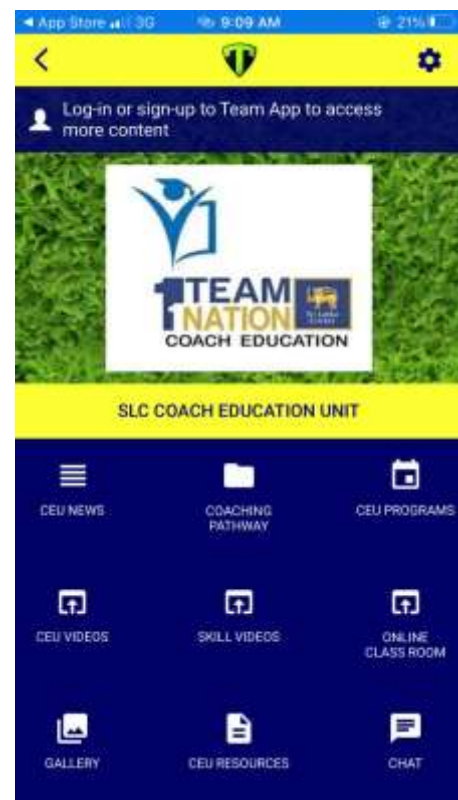 App Store 3G 9:09 AM 21%
Log-in or sign-up to Team App to access
more content
1TEAM
NATION
COACH EDUCATION
SLC COACH EDUCATION UNIT
CEU NEWS
COACHING
PATHWAY
CEU PROGRAMS
CEU VIDEOS
SKILL VIDEOS
ONLINE
CLASS ROOM
GALLERY
CEU RESOURCES
CHAT